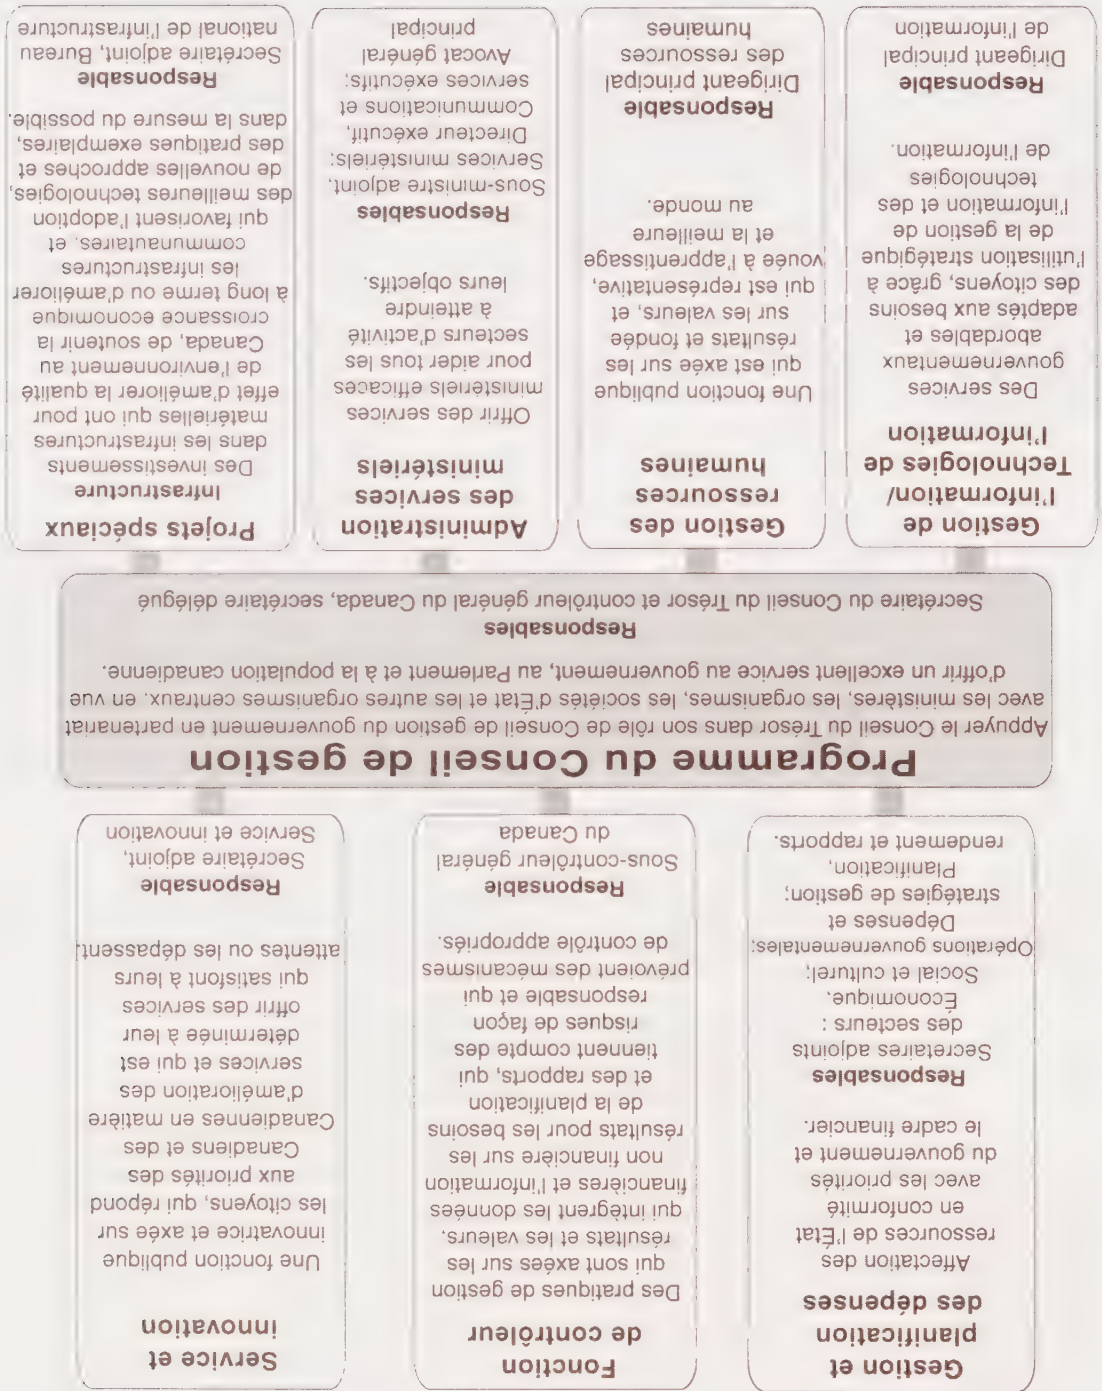 Gestion et
planification
des dépenses
Affectation des
ressources de l'État
en conformité
avec les priorités
du gouvernement et
le cadre financier.
Responsables
Secrétaires adjoints
des secteurs :
Économique.
Social et culturel;
Opérations gouvernementales;
Dépenses et
stratégies de gestion;
Planification,
rendement et rapports.
Fonction
de contrôleur
Des pratiques de gestion
qui sont axées sur les
résultats et les valeurs,
qui intègrent les données
financières et l'information
non financière sur les
résultats pour les besoins
de la planification
et des rapports, qui
tiennent compte des
risques de façon
responsable et qui
prévoient des mécanismes
de contrôle appropriés.
Responsable
Sous-contrôleur général
du Canada
Service et
innovation
Une fonction publique
innovatrice et axée sur
les citoyens, qui répond
aux priorités des
Canadiens et des
Canadiennes en matière
d'amélioration des
services et qui est
déterminée à leur
offrir des services
qui satisfont à leurs
attentes ou les dépassent.
Responsable
Secrétaire adjoint,
Service et innovation
Programme du Conseil de gestion
Appuyer le Conseil du Trésor dans son rôle de Conseil de gestion du gouvernement en partenariat
avec les ministères, les organismes, les sociétés d'État et les autres organismes centraux. en vue
d'offrir un excellent service au gouvernement, au Parlement et à la population canadienne.
Responsables
Secrétaire du Conseil du Trésor et contrôleur général du Canada, secrétaire délégué
Gestion de
l'information/
Technologies de
l'information
Des services
gouvernementaux
abordables et
adaptés aux besoins
des citoyens, grâce à
l'utilisation stratégique
de la gestion de
l'information et des
technologies
de l'information.
Responsable
Dirigeant principal
de l'information
Gestion des
ressources
humaines
Une fonction publique
qui est axée sur les
résultats et fondée
sur les valeurs, et
qui est représentative,
vouée à l'apprentissage
et la meilleure
au monde.
Responsable
Dirigeant principal
des ressources
humaines
Administration
des services
ministériels
Offrir des services
ministériels efficaces
pour aider tous les
secteurs d'activité
à atteindre
leurs objectifs.
Responsables
Sous-ministre adjoint,
Services ministériels;
Directeur exécutif,
Communications et
services exécutifs;
Avocat général
principal
Projets spéciaux
Infrastructure
Des investissements
dans les infrastructures
matérielles qui ont pour
effet d'améliorer la qualité
de l'environnement au
Canada, de soutenir la
croissance économique
à long terme ou d'améliorer
les infrastructures
communautaires. et
qui favorisent l'adoption
des meilleures technologies,
de nouvelles approches et
des pratiques exemplaires,
dans la mesure du possible.
Responsable
Secrétaire adjoint, Bureau
national de l'infrastructure